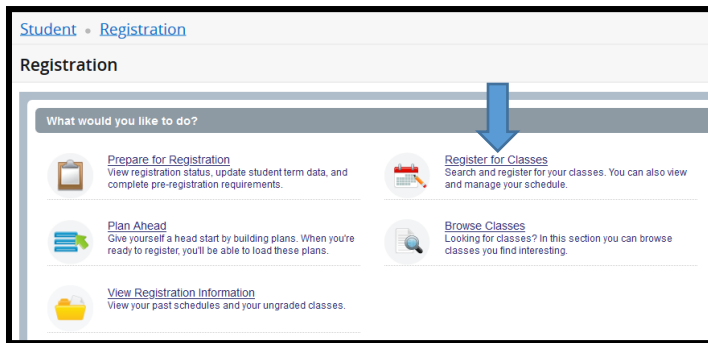 Student • Registration
Registration
What would you like to do?
Prepare for Registration
View registration status, update student term data, and
complete pre-registration requirements.
Register for Classes
Search and register for your classes. You can also view
and manage your schedule.
Plan Ahead
Give yourself a head start by building plans. When you're
ready to register, you'll be able to load these plans.
Browse Classes
Looking for classes? In this section you can browse
classes you find interesting.
View Registration Information
View your past schedules and your ungraded classes.